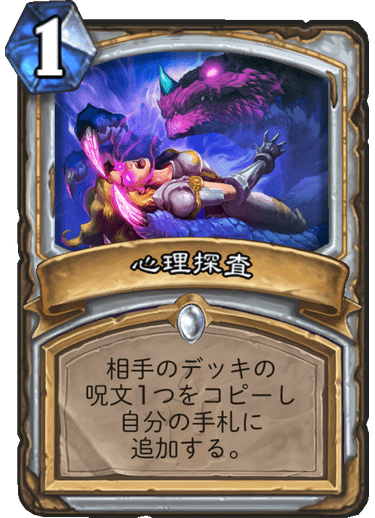 1
心理探査
相手のデッキの
呪文1つをコピーし
自分の手札に
追加する。